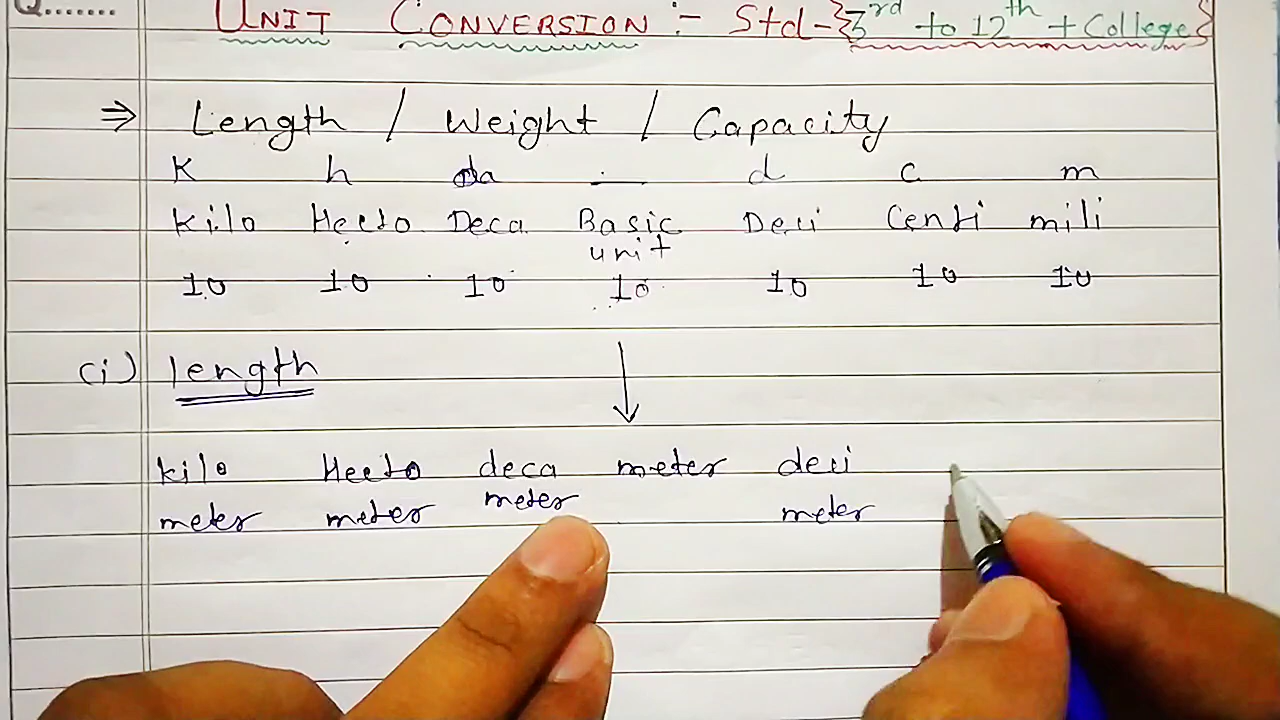 Q.......
UNIT CONVERSION :- Std-{3rd to 12th + College}
⇒ Length / Weight / Capacity
K h da — d c m
Kilo Hecto Deca Basic unit Deci Centi mili
10 10 10 10 10 10 10
(i) length
kilo meter Hecto meter deca meter meter deci meter